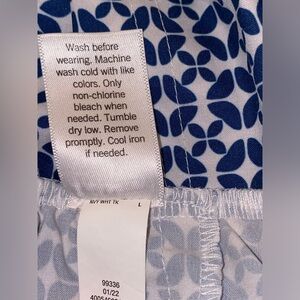 Wash before
wearing. Machine
wash cold with like
colors. Only
non-chlorine
bleach when
needed. Tumble
dry low. Remove
promptly. Cool iron
if needed.
L
99336
01/22